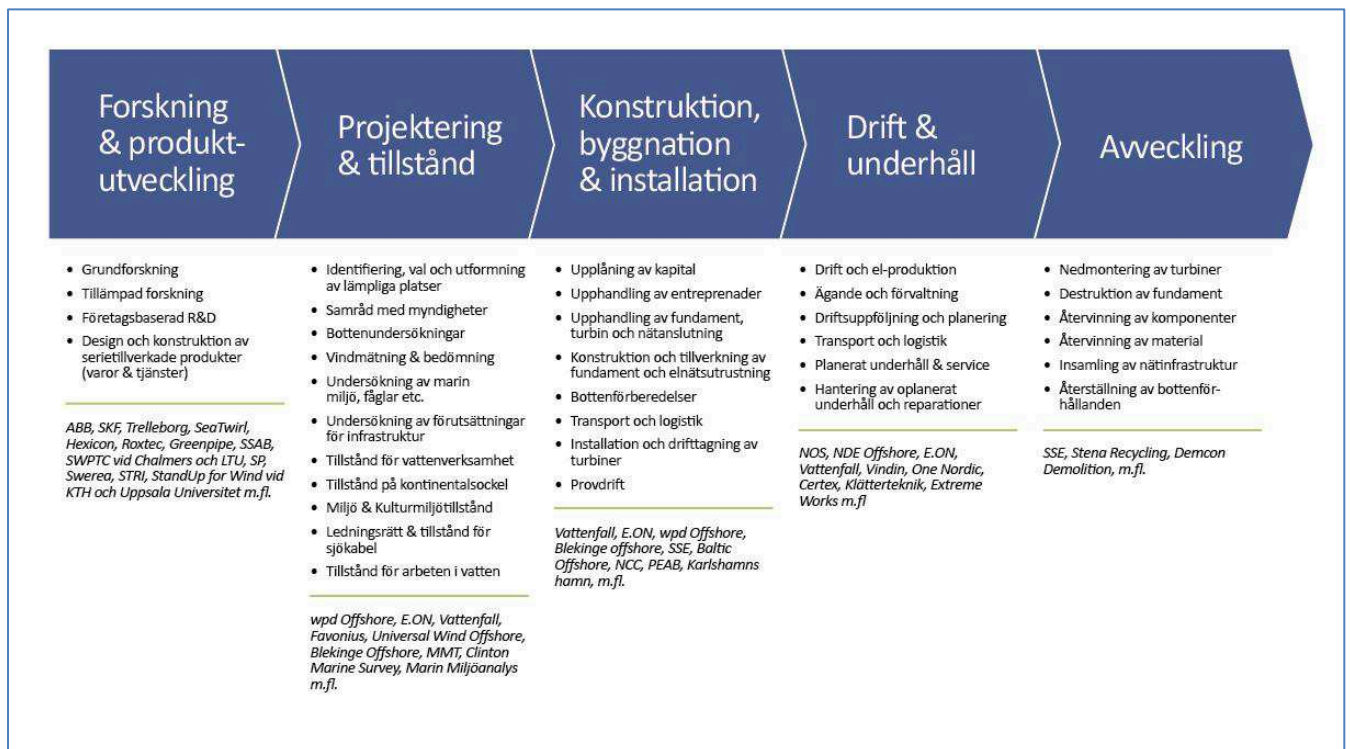 Forskning
& produkt-
utveckling
Projektering
& tillstånd
Konstruktion,
byggnation
& installation
Drift &
underhåll
Avveckling
• Grundforskning
• Tillämpad forskning
• Företagsbaserad R&D
• Design och konstruktion av
serietillverkade produkter
(varor & tjänster)
ABB, SKF, Trelleborg, SeaTwirl,
Hexicon, Roxtec, Greenpipe, SSAB,
SWPTC vid Chalmers och LTU, SP,
Swerea, STRI, StandUp for Wind vid
KTH och Uppsala Universitet m.fl.
• Identifiering, val och utformning
av lämpliga platser
• Samråd med myndigheter
• Bottenundersökningar
• Vindmätning & bedömning
• Undersökning av marin
miljö, fåglar etc.
• Undersökning av förutsättningar
för infrastruktur
• Tillstånd för vattenverksamhet
• Tillstånd på kontinentalsockel
• Miljö & Kulturmiljötillstånd
• Ledningsrätt & tillstånd för
sjökabel
• Tillstånd för arbeten i vatten
wpd Offshore, E.ON, Vattenfall,
Favonius, Universal Wind Offshore,
Blekinge Offshore, MMT, Clinton
Marine Survey, Marin Miljöanalys
m.fl.
• Upplåning av kapital
• Upphandling av entreprenader
• Upphandling av fundament,
turbin och nätanslutning
• Konstruktion och tillverkning av
fundament och elnätsutrustning
• Bottenförberedelser
• Transport och logistik
• Installation och drifttagning av
turbiner
• Provdrift
Vattenfall, E.ON, wpd Offshore,
Blekinge offshore, SSE, Baltic
Offshore, NCC, PEAB, Karlshamns
hamn, m.fl.
• Drift och el-produktion
• Ägande och förvaltning
• Driftsuppföljning och planering
• Transport och logistik
• Planerat underhåll & service
• Hantering av oplanerat
underhåll och reparationer
NOS, NDE Offshore, E.ON,
Vattenfall, Vindin, One Nordic,
Certex, Klätterteknik, Extreme
Works m.fl
• Nedmontering av turbiner
• Destruktion av fundament
• Återvinning av komponenter
• Återvinning av material
• Insamling av nätinfrastruktur
• Återställning av bottenför-
hållanden
SSE, Stena Recycling, Demcon
Demolition, m.fl.